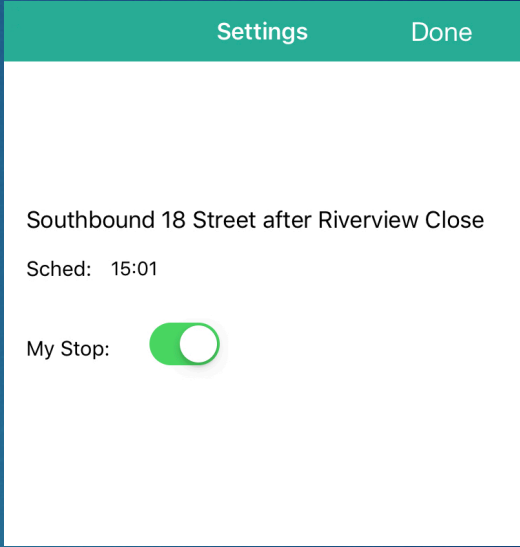 Settings Done
Southbound 18 Street after Riverview Close
Sched: 15:01
My Stop: